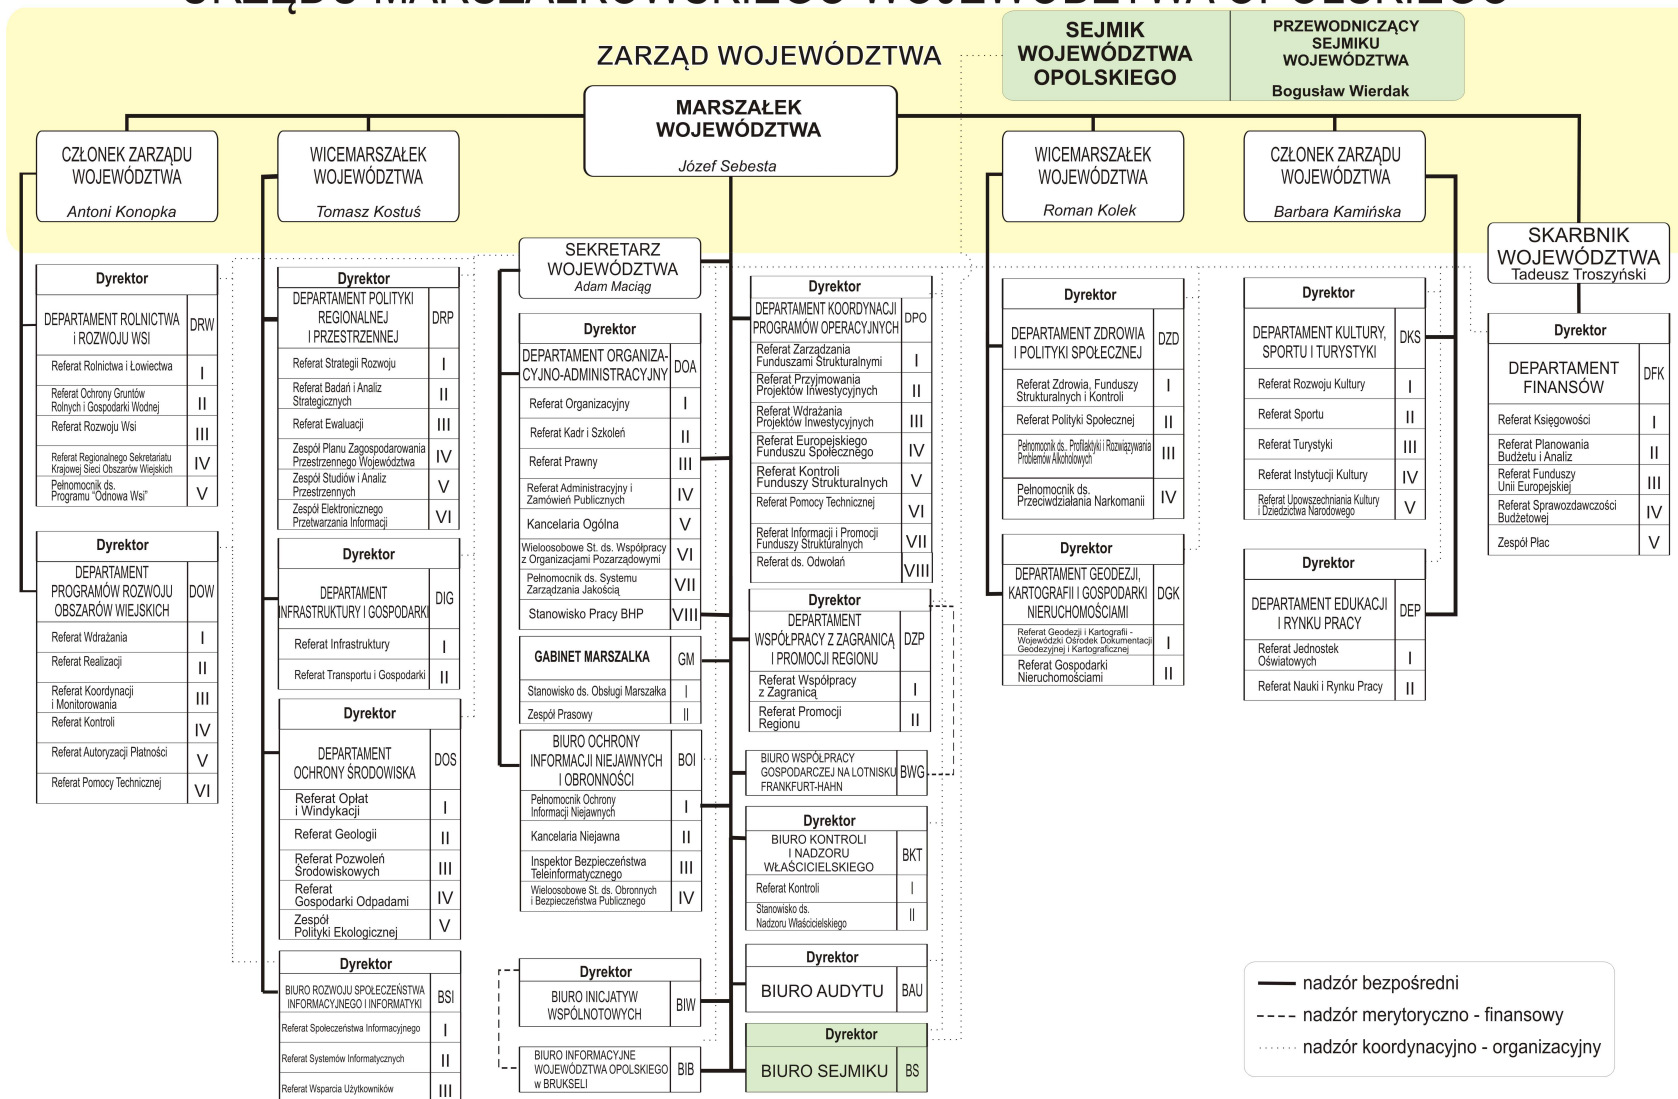 URZĘDU MARSZAŁKOWSKIEGO WOJEWÓDZTWA OPOLSKIEGO
ZARZĄD WOJEWÓDZTWA
SEJMIK
WOJEWÓDZTWA
OPOLSKIEGO
PRZEWODNICZĄCY
SEJMIKU
WOJEWÓDZTWA
Bogusław Wierdak
MARSZAŁEK
WOJEWÓDZTWA
Józef Sebesta
CZŁONEK ZARZĄDU
WOJEWÓDZTWA
Antoni Konopka
WICEMARSZAŁEK
WOJEWÓDZTWA
Tomasz Kostuś
WICEMARSZAŁEK
WOJEWÓDZTWA
Roman Kolek
CZŁONEK ZARZĄDU
WOJEWÓDZTWA
Barbara Kamińska
SKARBNIK
WOJEWÓDZTWA
Tadeusz Troszyński
SEKRETARZ
WOJEWÓDZTWA
Adam Maciąg
Dyrektor
DEPARTAMENT ROLNICTWA
i ROZWOJU WSI
DRW
Referat Rolnictwa i Łowiectwa I
Referat Ochrony Gruntów
Rolnych i Gospodarki Wodnej II
Referat Rozwoju Wsi III
Referat Regionalnego Sekretariatu
Krajowej Sieci Obszarów Wiejskich IV
Pełnomocnik ds.
Programu "Odnowa Wsi" V
Dyrektor
DEPARTAMENT
PROGRAMÓW ROZWOJU
OBSZARÓW WIEJSKICH
DOW
Referat Wdrażania I
Referat Realizacji II
Referat Koordynacji
i Monitorowania III
Referat Kontroli IV
Referat Autoryzacji Płatności V
Referat Pomocy Technicznej VI
Dyrektor
DEPARTAMENT POLITYKI
REGIONALNEJ
I PRZESTRZENNEJ
DRP
Referat Strategii Rozwoju I
Referat Badań i Analiz
Strategicznych II
Referat Ewaluacji III
Zespół Planu Zagospodarowania
Przestrzennego Województwa IV
Zespół Studiów i Analiz
Przestrzennych V
Zespół Elektronicznego
Przetwarzania Informacji VI
Dyrektor
DEPARTAMENT
INFRASTRUKTURY I GOSPODARKI
DIG
Referat Infrastruktury I
Referat Transportu i Gospodarki II
Dyrektor
DEPARTAMENT
OCHRONY ŚRODOWISKA
DOS
Referat Opłat
i Windykacji I
Referat Geologii II
Referat Pozwoleń
Środowiskowych III
Referat
Gospodarki Odpadami IV
Zespół
Polityki Ekologicznej V
Dyrektor
BIURO ROZWOJU SPOŁECZEŃSTWA
INFORMACYJNEGO I INFORMATYKI
BSI
Referat Społeczeństwa Informacyjnego I
Referat Systemów Informatycznych II
Referat Wsparcia Użytkowników III
Dyrektor
DEPARTAMENT ORGANIZA-
CYJNO-ADMINISTRACYJNY
DOA
Referat Organizacyjny I
Referat Kadr i Szkoleń II
Referat Prawny III
Referat Administracyjny i
Zamówień Publicznych IV
Kancelaria Ogólna V
Wieloosobowe St. ds. Współpracy
z Organizacjami Pozarządowymi VI
Pełnomocnik ds. Systemu
Zarządzania Jakością VII
Stanowisko Pracy BHP VIII
GABINET MARSZALKA GM
Stanowisko ds. Obsługi Marszałka I
Zespół Prasowy II
BIURO OCHRONY
INFORMACJI NIEJAWNYCH
I OBRONNOŚCI
BOI
Pełnomocnik Ochrony
Informacji Niejawnych I
Kancelaria Niejawna II
Inspektor Bezpieczeństwa
Teleinformatycznego III
Wieloosobowe St. ds. Obronnych
i Bezpieczeństwa Publicznego IV
Dyrektor
BIURO INICJATYW
WSPÓLNOTOWYCH
BIW
BIURO INFORMACYJNE
WOJEWÓDZTWA OPOLSKIEGO
w BRUKSELI
BIB
Dyrektor
DEPARTAMENT KOORDYNACJI
PROGRAMÓW OPERACYJNYCH
DPO
Referat Zarządzania
Funduszami Strukturalnymi I
Referat Przyjmowania
Projektów Inwestycyjnych II
Referat Wdrażania
Projektów Inwestycyjnych III
Referat Europejskiego
Funduszu Społecznego IV
Referat Kontroli
Funduszy Strukturalnych V
Referat Pomocy Technicznej VI
Referat Informacji i Promocji
Funduszy Strukturalnych VII
Referat ds. Odwołań VIII
Dyrektor
DEPARTAMENT
WSPÓŁPRACY Z ZAGRANICĄ
I PROMOCJI REGIONU
DZP
Referat Współpracy
z Zagranicą I
Referat Promocji
Regionu II
BIURO WSPÓŁPRACY
GOSPODARCZEJ NA LOTNISKU
FRANKFURT-HAHN
BWG
Dyrektor
BIURO KONTROLI
I NADZORU
WŁAŚCICIELSKIEGO
BKT
Referat Kontroli I
Stanowisko ds.
Nadzoru Właścicielskiego II
Dyrektor
BIURO AUDYTU BAU
Dyrektor
BIURO SEJMIKU BS
Dyrektor
DEPARTAMENT ZDROWIA
I POLITYKI SPOŁECZNEJ
DZD
Referat Zdrowia, Funduszy
Strukturalnych i Kontroli I
Referat Polityki Społecznej II
Pełnomocnik ds.. Profilaktyki i Rozwiązywania
Problemów Alkoholowych III
Pełnomocnik ds.
Przeciwdziałania Narkomanii IV
Dyrektor
DEPARTAMENT GEODEZJI,
KARTOGRAFII I GOSPODARKI
NIERUCHOMOŚCIAMI
DGK
Referat Geodezji i Kartografii -
Wojewódzki Ośrodek Dokumentacji
Geodezyjnej i Kartograficznej I
Referat Gospodarki
Nieruchomościami II
Dyrektor
DEPARTAMENT KULTURY,
SPORTU I TURYSTYKI
DKS
Referat Rozwoju Kultury I
Referat Sportu II
Referat Turystyki III
Referat Instytucji Kultury IV
Referat Upowszechniania Kultury
i Dziedzictwa Narodowego V
Dyrektor
DEPARTAMENT EDUKACJI
I RYNKU PRACY
DEP
Referat Jednostek
Oświatowych I
Referat Nauki i Rynku Pracy II
Dyrektor
DEPARTAMENT
FINANSÓW
DFK
Referat Księgowości I
Referat Planowania
Budżetu i Analiz II
Referat Funduszy
Unii Europejskiej III
Referat Sprawozdawczości
Budżetowej IV
Zespół Płac V
nadzór bezpośredni
nadzór merytoryczno - finansowy
nadzór koordynacyjno - organizacyjny